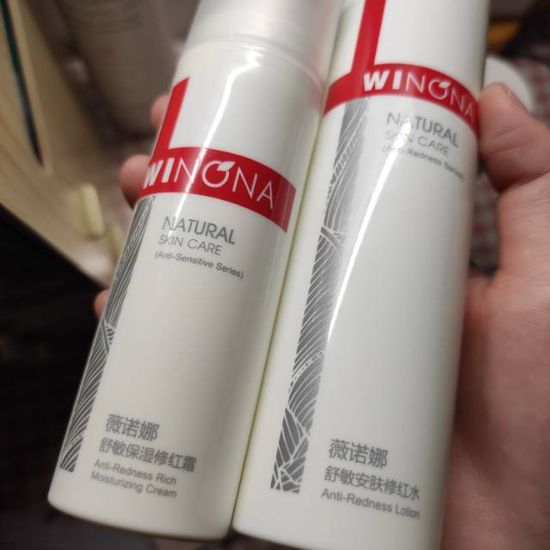 WINONA
NATURAL
SKIN CARE
(Anti-Sensitive Series)
薇诺娜
舒敏保湿修红霜
Anti-Redness Rich
Moisturizing Cream
WINONA
NATURAL
SKIN CARE
(Anti-Redness Series)
薇诺娜
舒敏安肤修红水
Anti-Redness Lotion